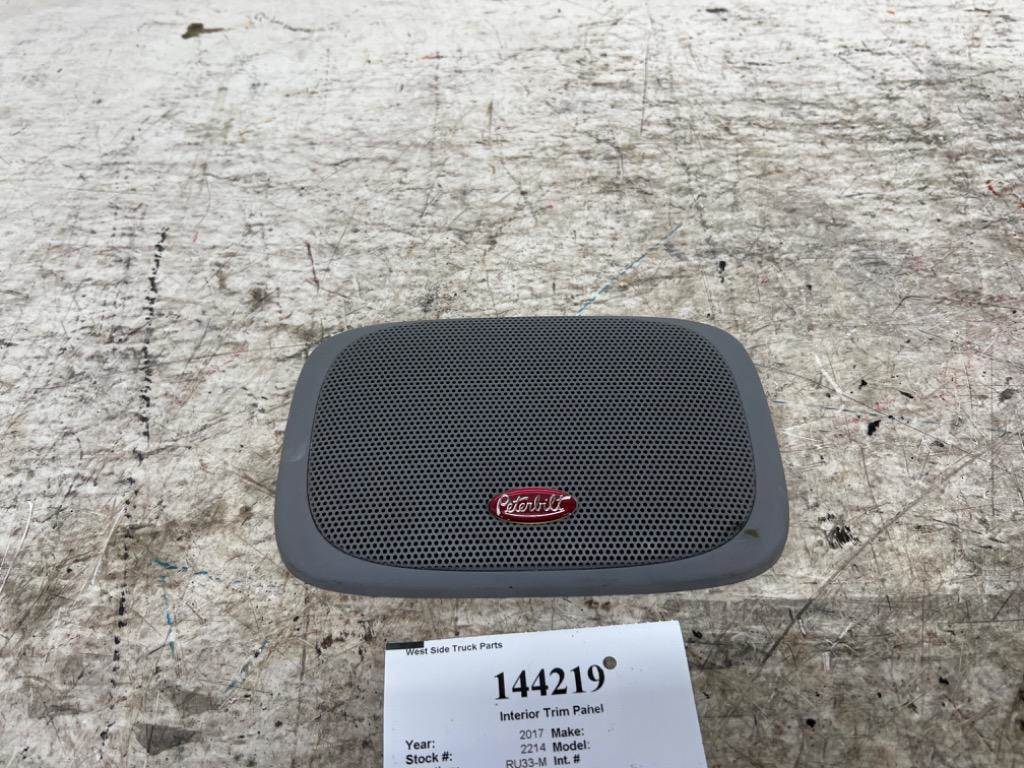 Peterbilt
West Side Truck Parts
144219
Interior Trim Panel
Year: 2017 Make:
Stock #: 2214 Model:
RU33-M Int. #